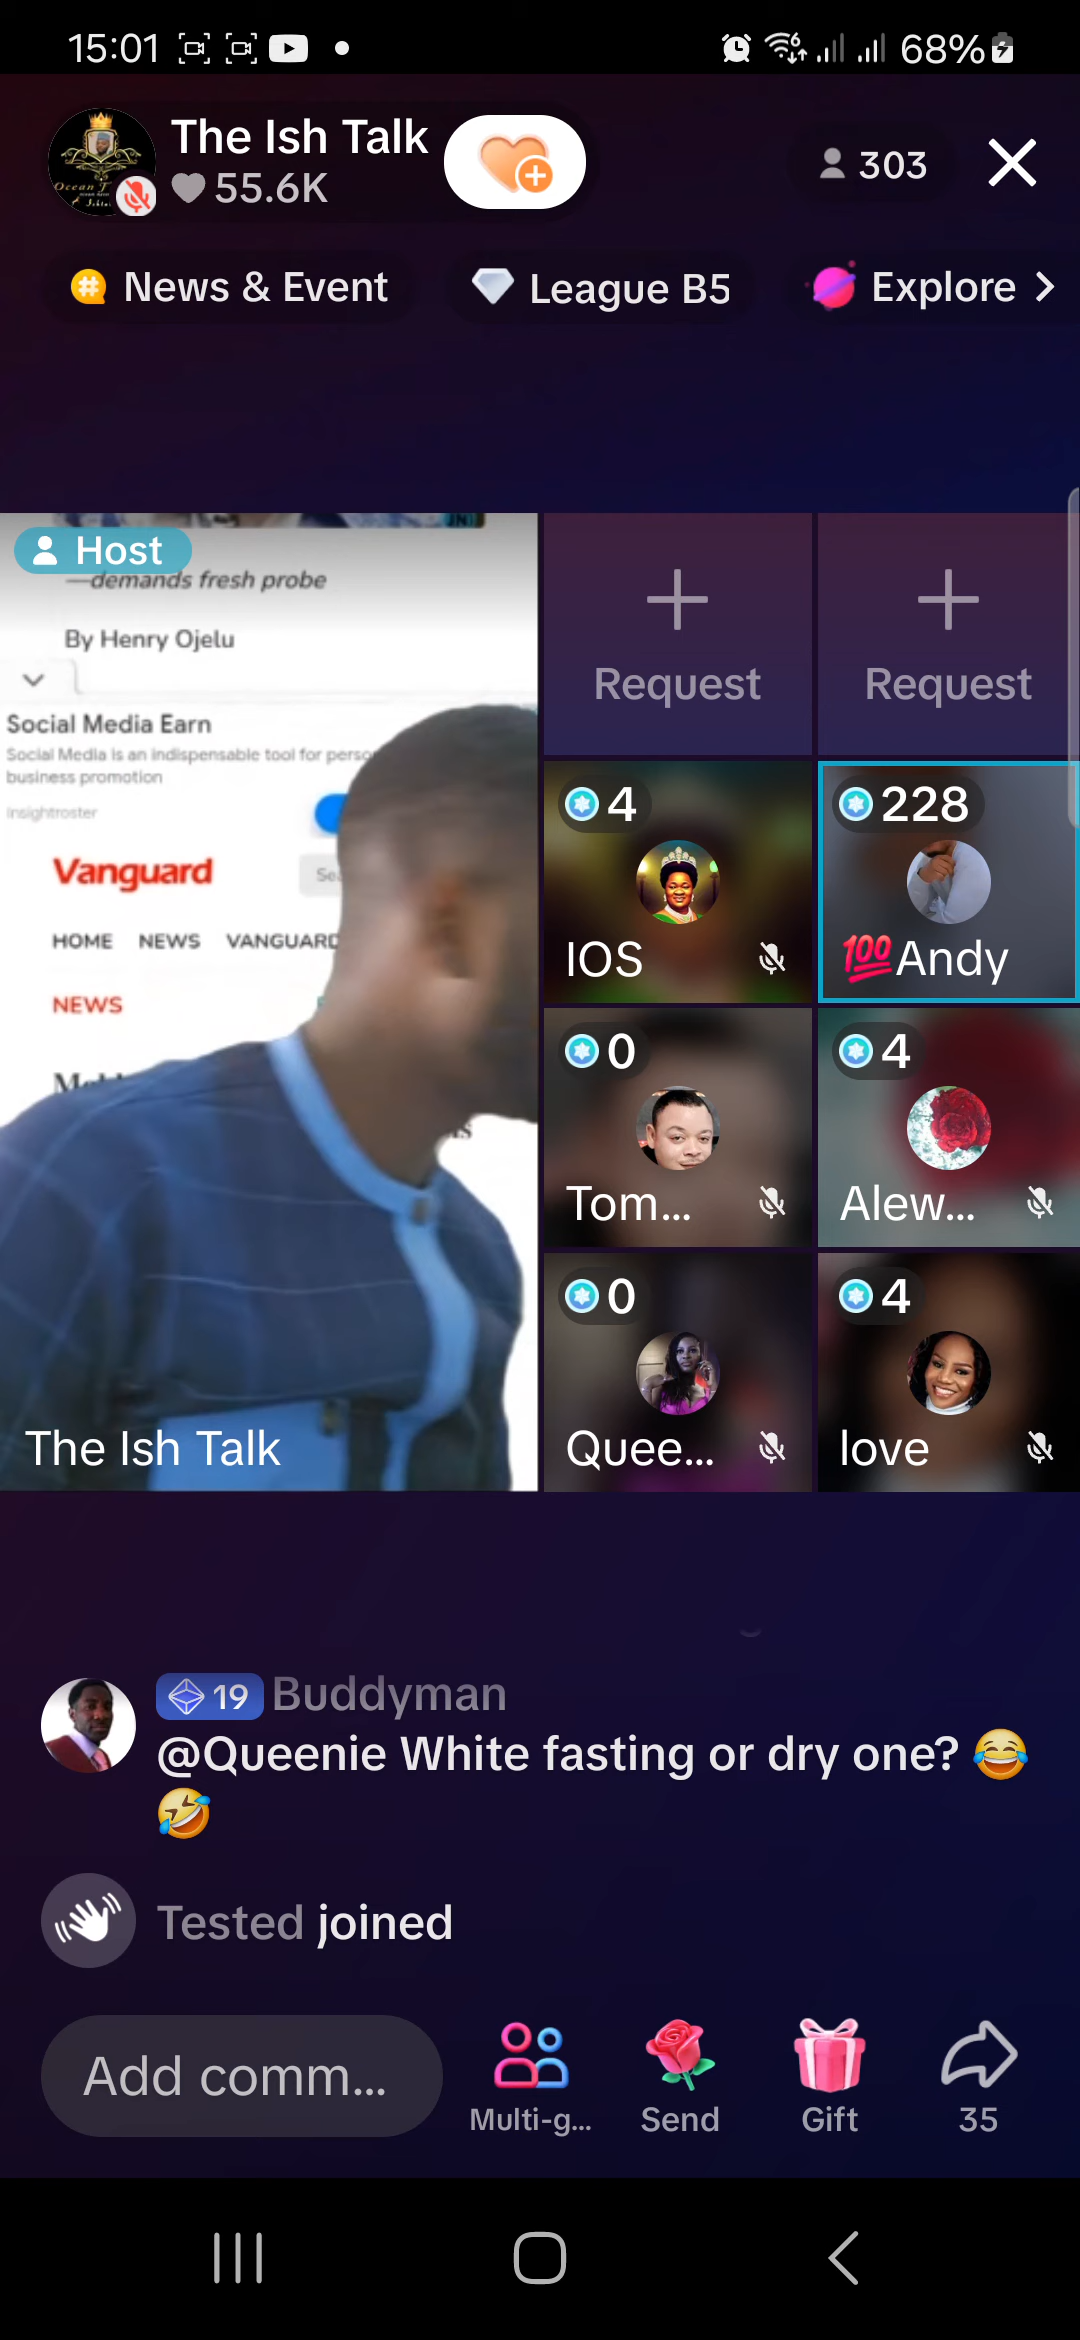 15:01
68%
The Ish Talk
55.6K
303
News & Event
League B5
Explore
Host
—demands fresh probe
By Henry Ojelu
Social Media Earn
Social Media is an indispensable tool for
business promotion
Insightroster
Vanguard
HOME NEWS VANGUARD
NEWS
The Ish Talk
Request
Request
4
IOS
228
💯Andy
0
Tom...
4
Alew...
0
Quee...
4
love
19 Buddyman
@Queenie White fasting or dry one? 😂
🤣
Tested joined
Add comm...
Multi-g...
Send
Gift
35